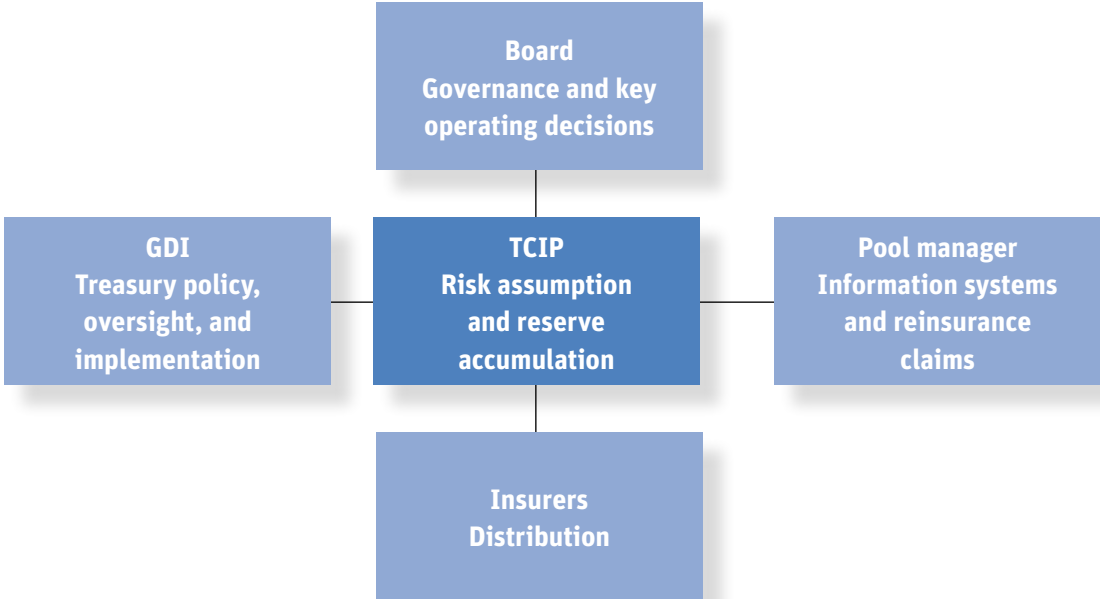 Board
Governance and key
operating decisions
GDI
Treasury policy,
oversight, and
implementation
TCIP
Risk assumption
and reserve
accumulation
Pool manager
Information systems
and reinsurance
claims
Insurers
Distribution